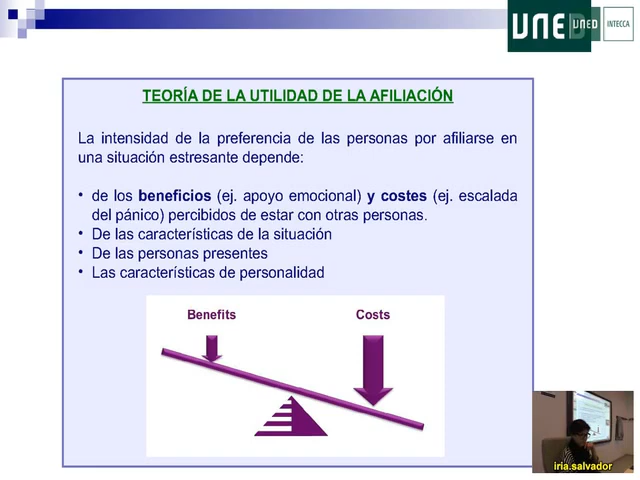 UNED
UNED
INTECCA
TEORÍA DE LA UTILIDAD DE LA AFILIACIÓN
La intensidad de la preferencia de las personas por afiliarse en
una situación estresante depende:
• de los beneficios (ej. apoyo emocional) y costes (ej. escalada
del pánico) percibidos de estar con otras personas.
• De las características de la situación
• De las personas presentes
• Las características de personalidad
Benefits Costs
iria.salvador